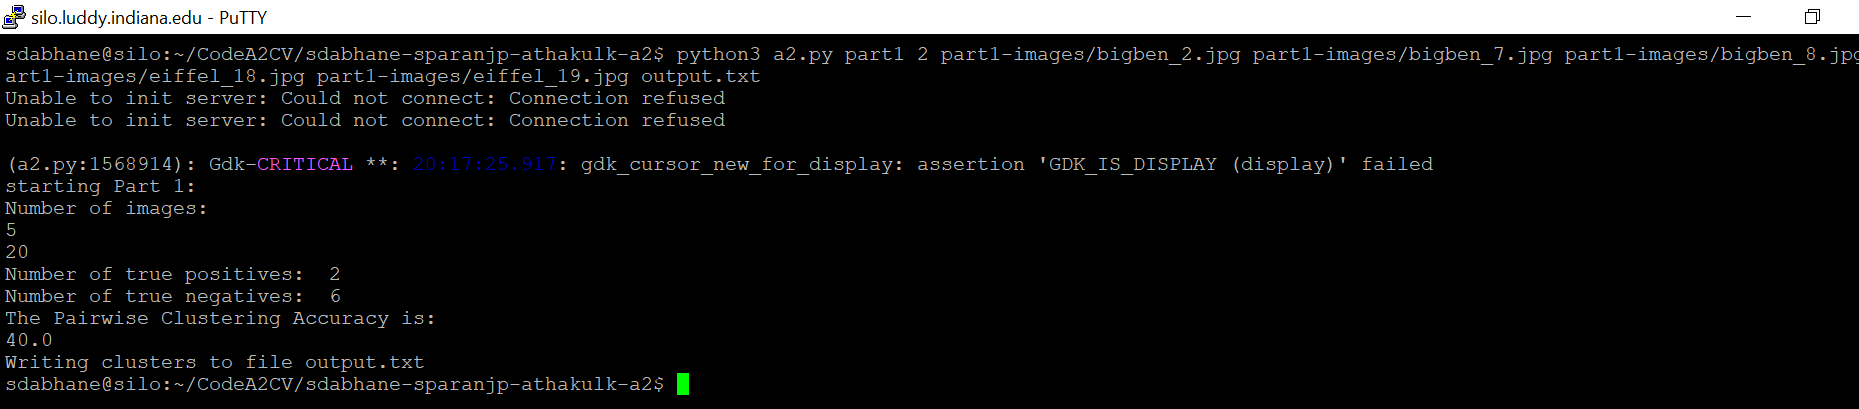 silo.luddy.indiana.edu - PuTTY
sdabhane@silo:~/CodeA2CV/sdabhane-sparanjp-athakulk-a2$ python3 a2.py part1 2 part1-images/bigben_2.jpg part1-images/bigben_7.jpg part1-images/bigben_8.jpg
art1-images/eiffel_18.jpg part1-images/eiffel_19.jpg output.txt
Unable to init server: Could not connect: Connection refused
Unable to init server: Could not connect: Connection refused
(a2.py:1568914): Gdk-CRITICAL **: 20:17:25.917: gdk_cursor_new_for_display: assertion 'GDK_IS_DISPLAY (display)' failed
starting Part 1:
Number of images:
5
20
Number of true positives:  2
Number of true negatives:  6
The Pairwise Clustering Accuracy is:
40.0
Writing clusters to file output.txt
sdabhane@silo:~/CodeA2CV/sdabhane-sparanjp-athakulk-a2$